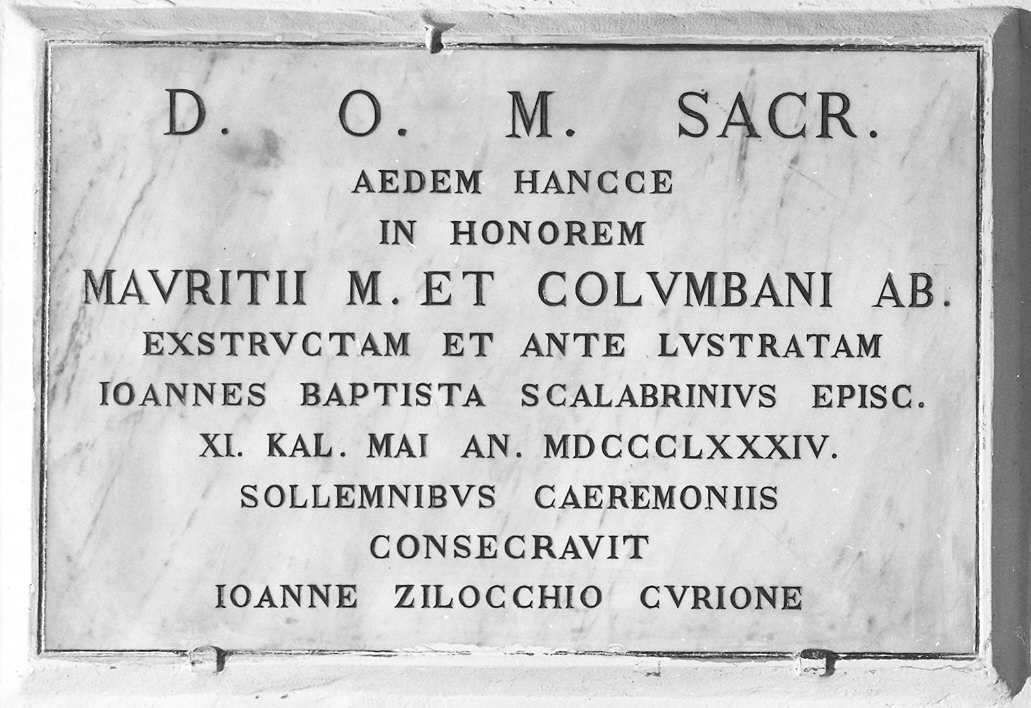 D. O. M. SACR.
AEDEM HANCCE
IN HONOREM
MAVRITII M. ET COLVMBANI AB.
EXSTRVCTAM ET ANTE LVSTRATAM
IOANNES BAPTISTA SCALABRINIVS EPISC.
XI. KAL. MAI AN. MDCCCLXXXIV.
SOLLEMNIBVS CAEREMONIIS
CONSECRAVIT
IOANNE ZILOCCHIO CVRIONE